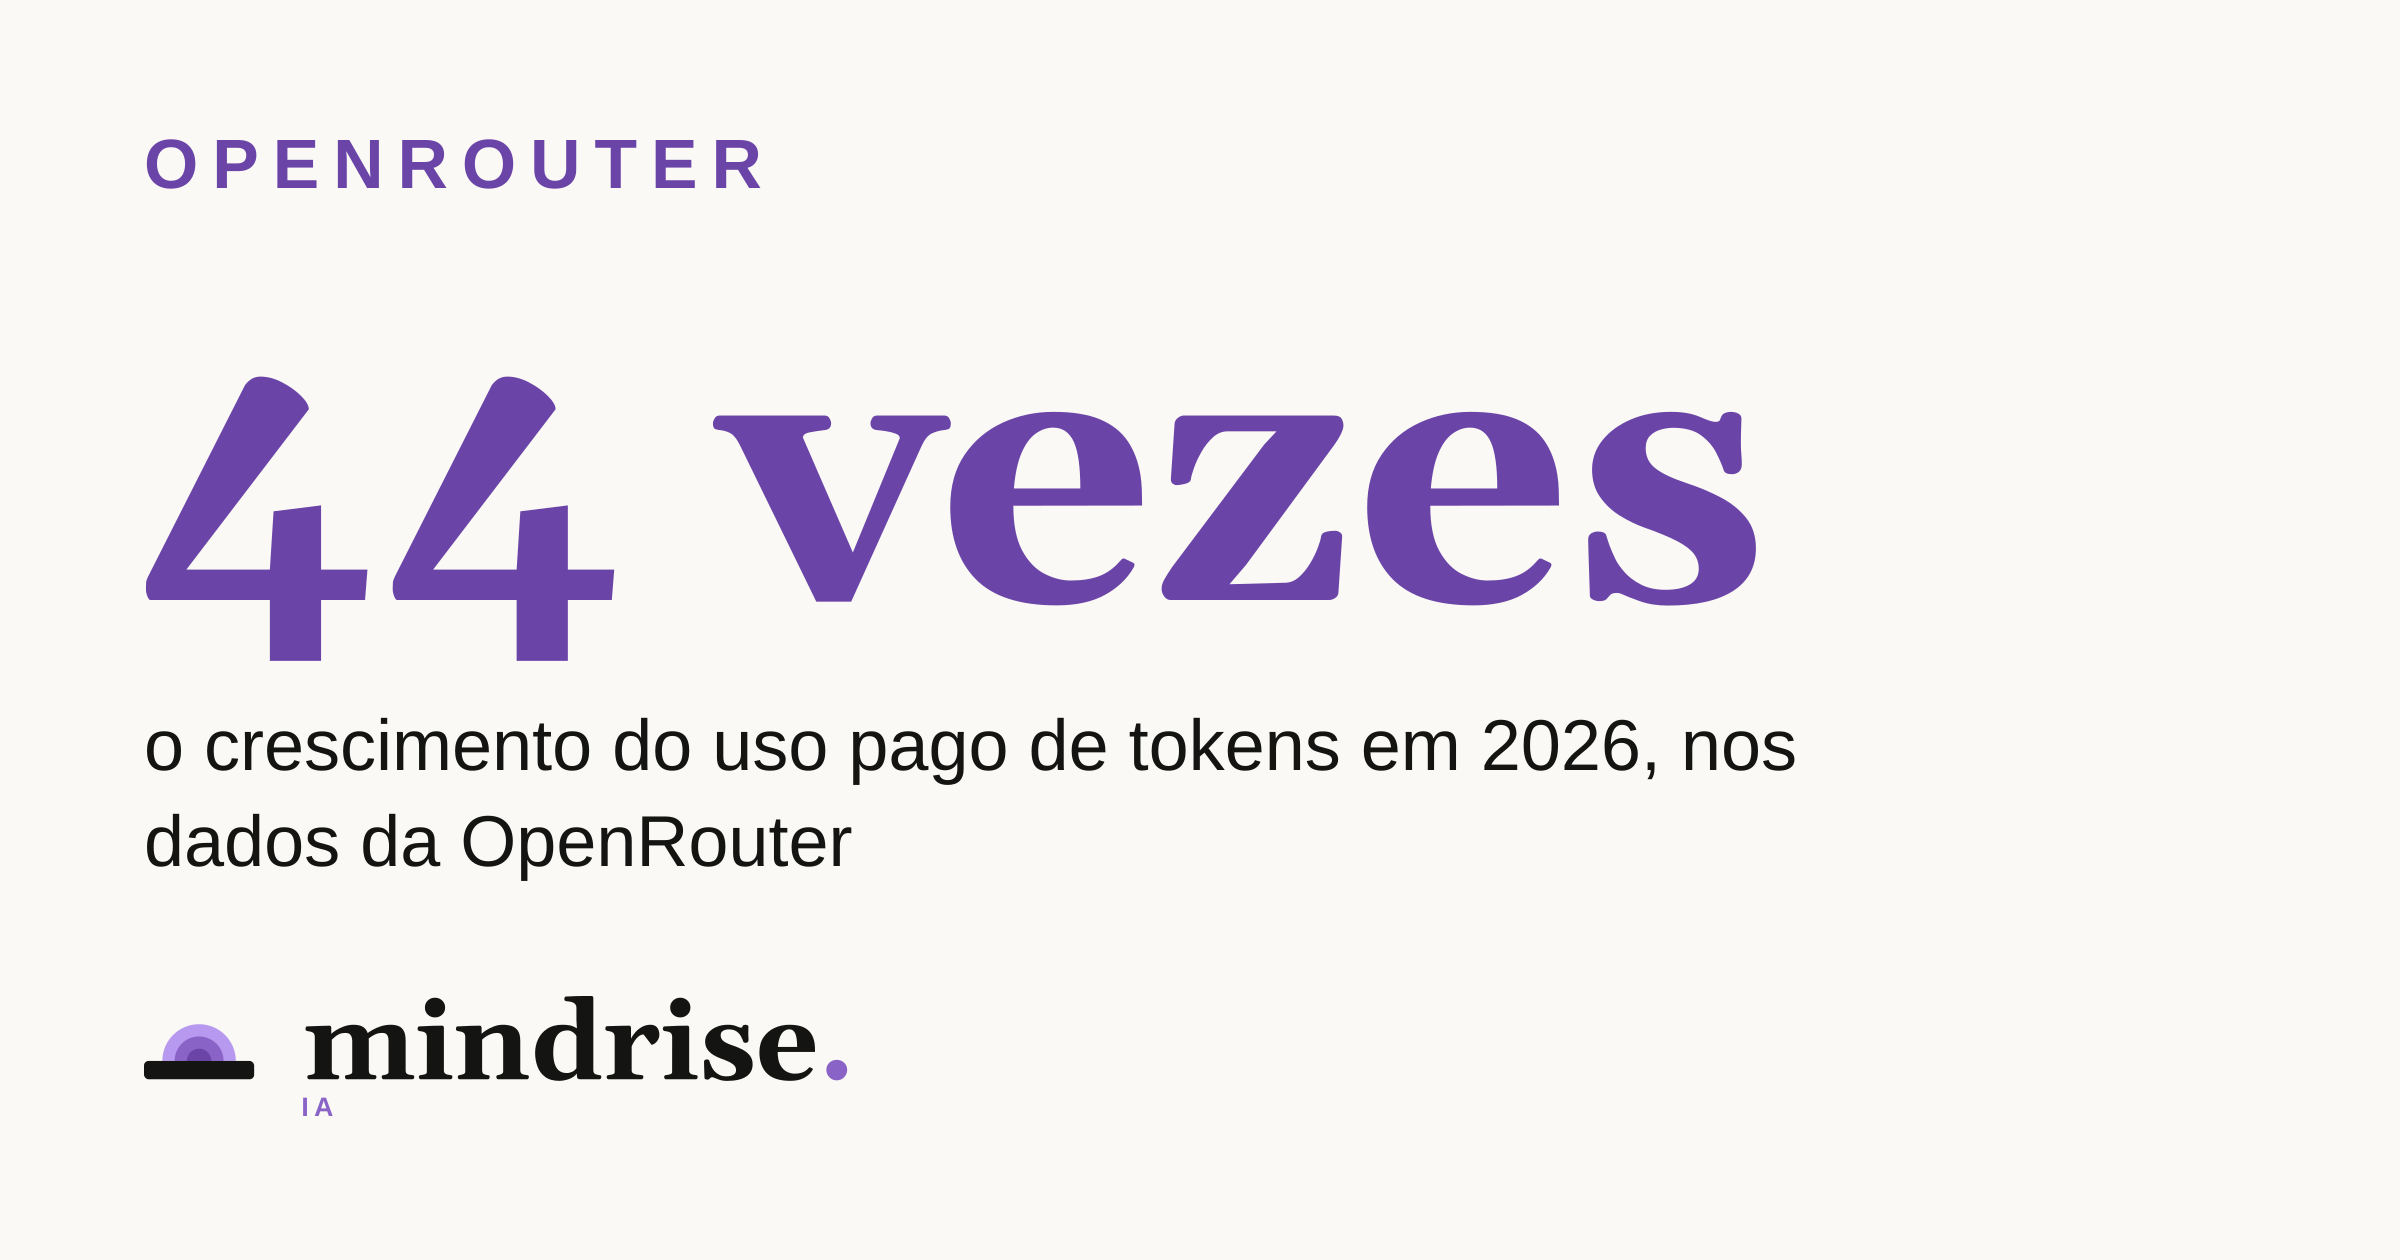 OPENROUTER
44 vezes
o crescimento do uso pago de tokens em 2026, nos
dados da OpenRouter
mindrise.
IA